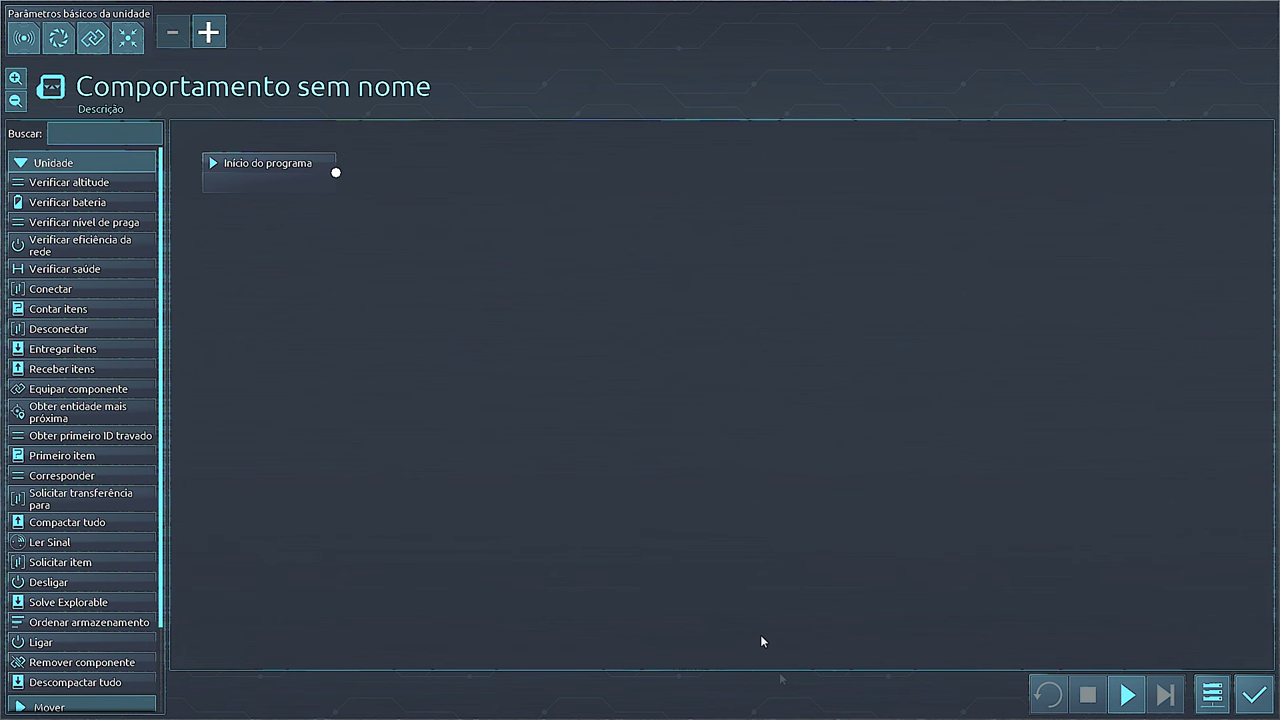 Parâmetros básicos da unidade
Comportamento sem nome
Descrição
Buscar:
Unidade
Verificar altitude
Verificar bateria
Verificar nível de praga
Verificar eficiência da
rede
Verificar saúde
Conectar
Contar itens
Desconectar
Entregar itens
Receber itens
Equipar componente
Obter entidade mais
próxima
Obter primeiro ID travado
Primeiro item
Corresponder
Solicitar transferência
para
Compactar tudo
Ler Sinal
Solicitar item
Desligar
Solve Explorable
Ordenar armazenamento
Ligar
Remover componente
Descompactar tudo
Mover
Início do programa